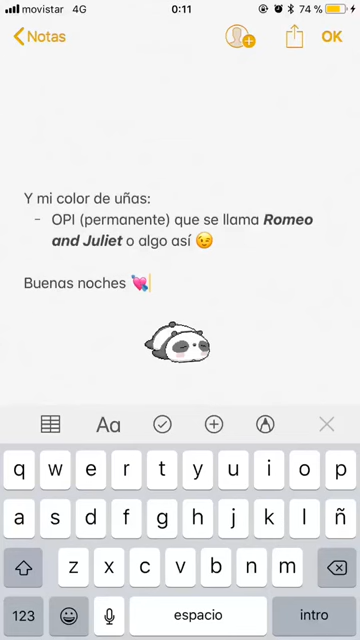 movistar 4G 0:11 74 %
Notas OK
Y mi color de uñas:
- OPI (permanente) que se llama Romeo
and Juliet o algo así 😉
Buenas noches 💘
Aa
q w e r t y u i o p
a s d f g h j k l ñ
z x c v b n m
123 espacio intro